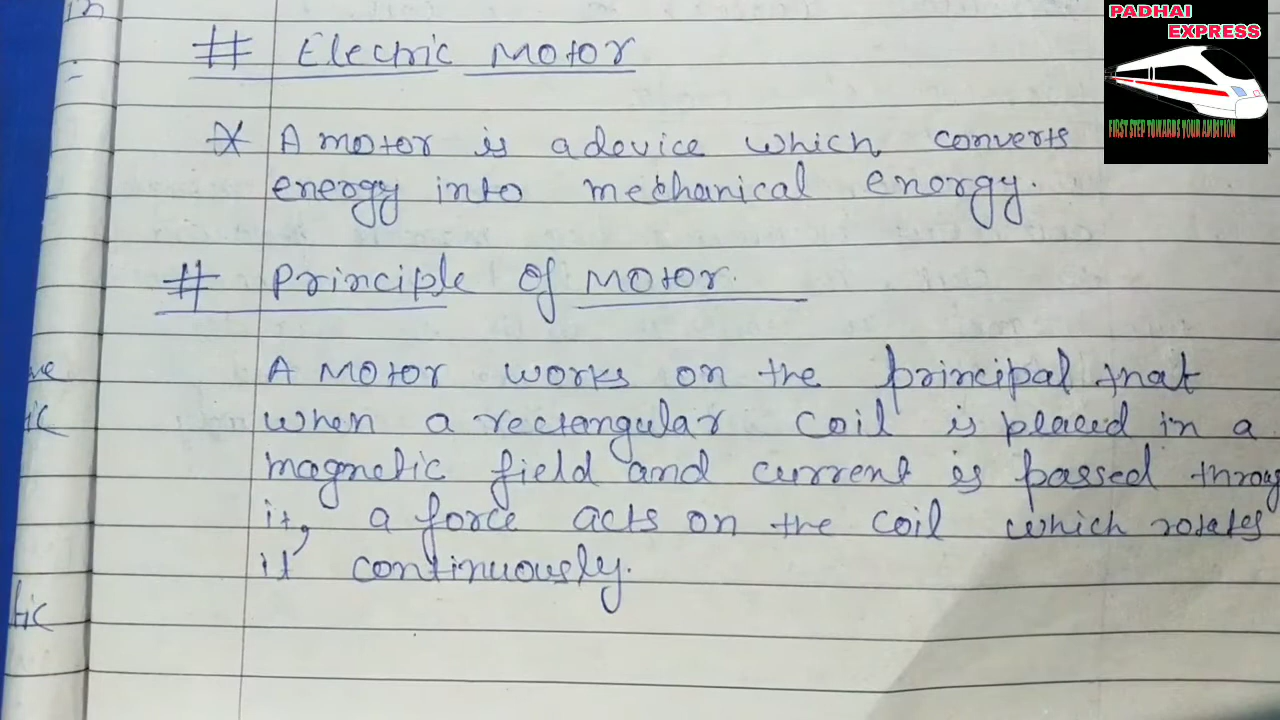 PADHAI
EXPRESS
FIRST STEP TOWARDS YOUR AMBITION
# Electric Motor
* A motor is a device which converts
energy into mechanical energy.
# Principle of Motor.
A Motor works on the principal that
when a rectangular coil is placed in a
magnetic field and current is passed throug
it, a force acts on the coil which rotates
it continuously.